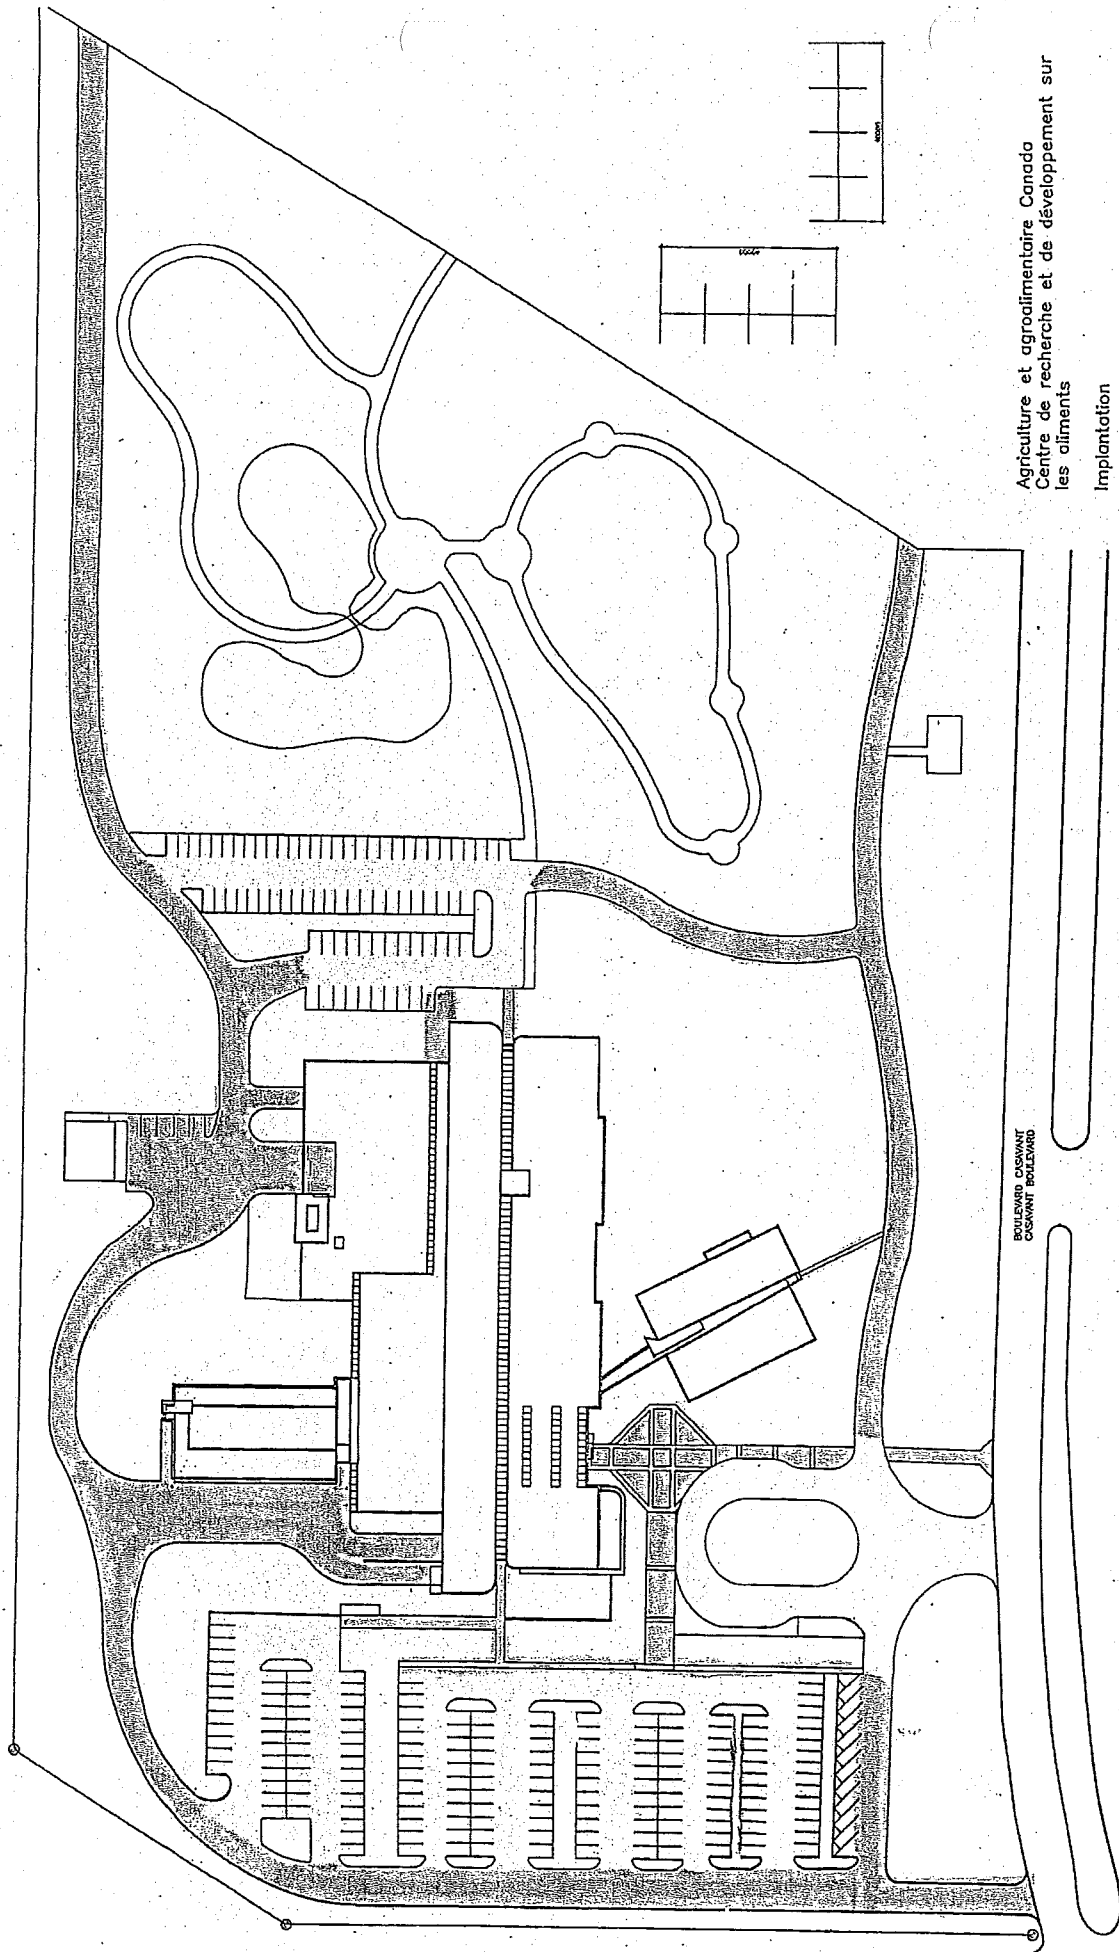 Agriculture et agroalimentaire Canada
Centre de recherche et de développement sur
les aliments
Implantation
BOULEVARD CASAVANT
CASAVANT BOULEVARD